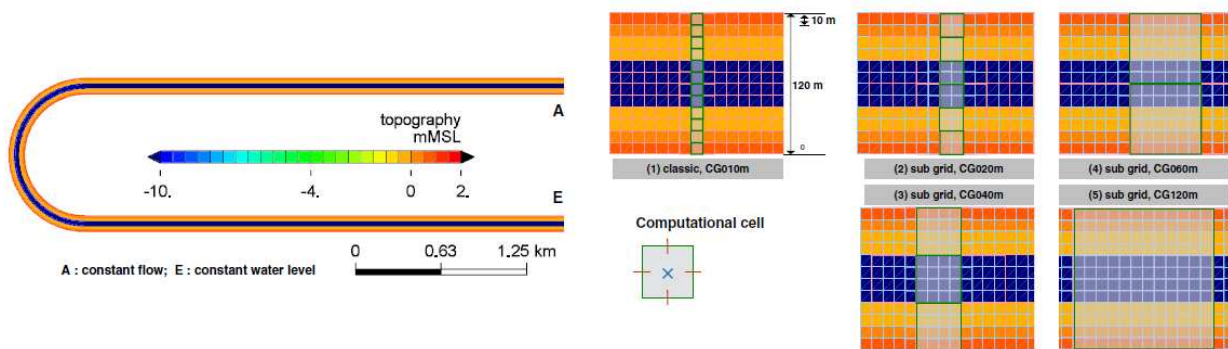 A
topography
mMSL
-10.
-4.
0
2.
E
0
0.63
1.25 km
A : constant flow; E : constant water level
10 m
120 m
0
(1) classic, CG010m
(2) sub grid, CG020m
(4) sub grid, CG060m
(3) sub grid, CG040m
(5) sub grid, CG120m
Computational cell